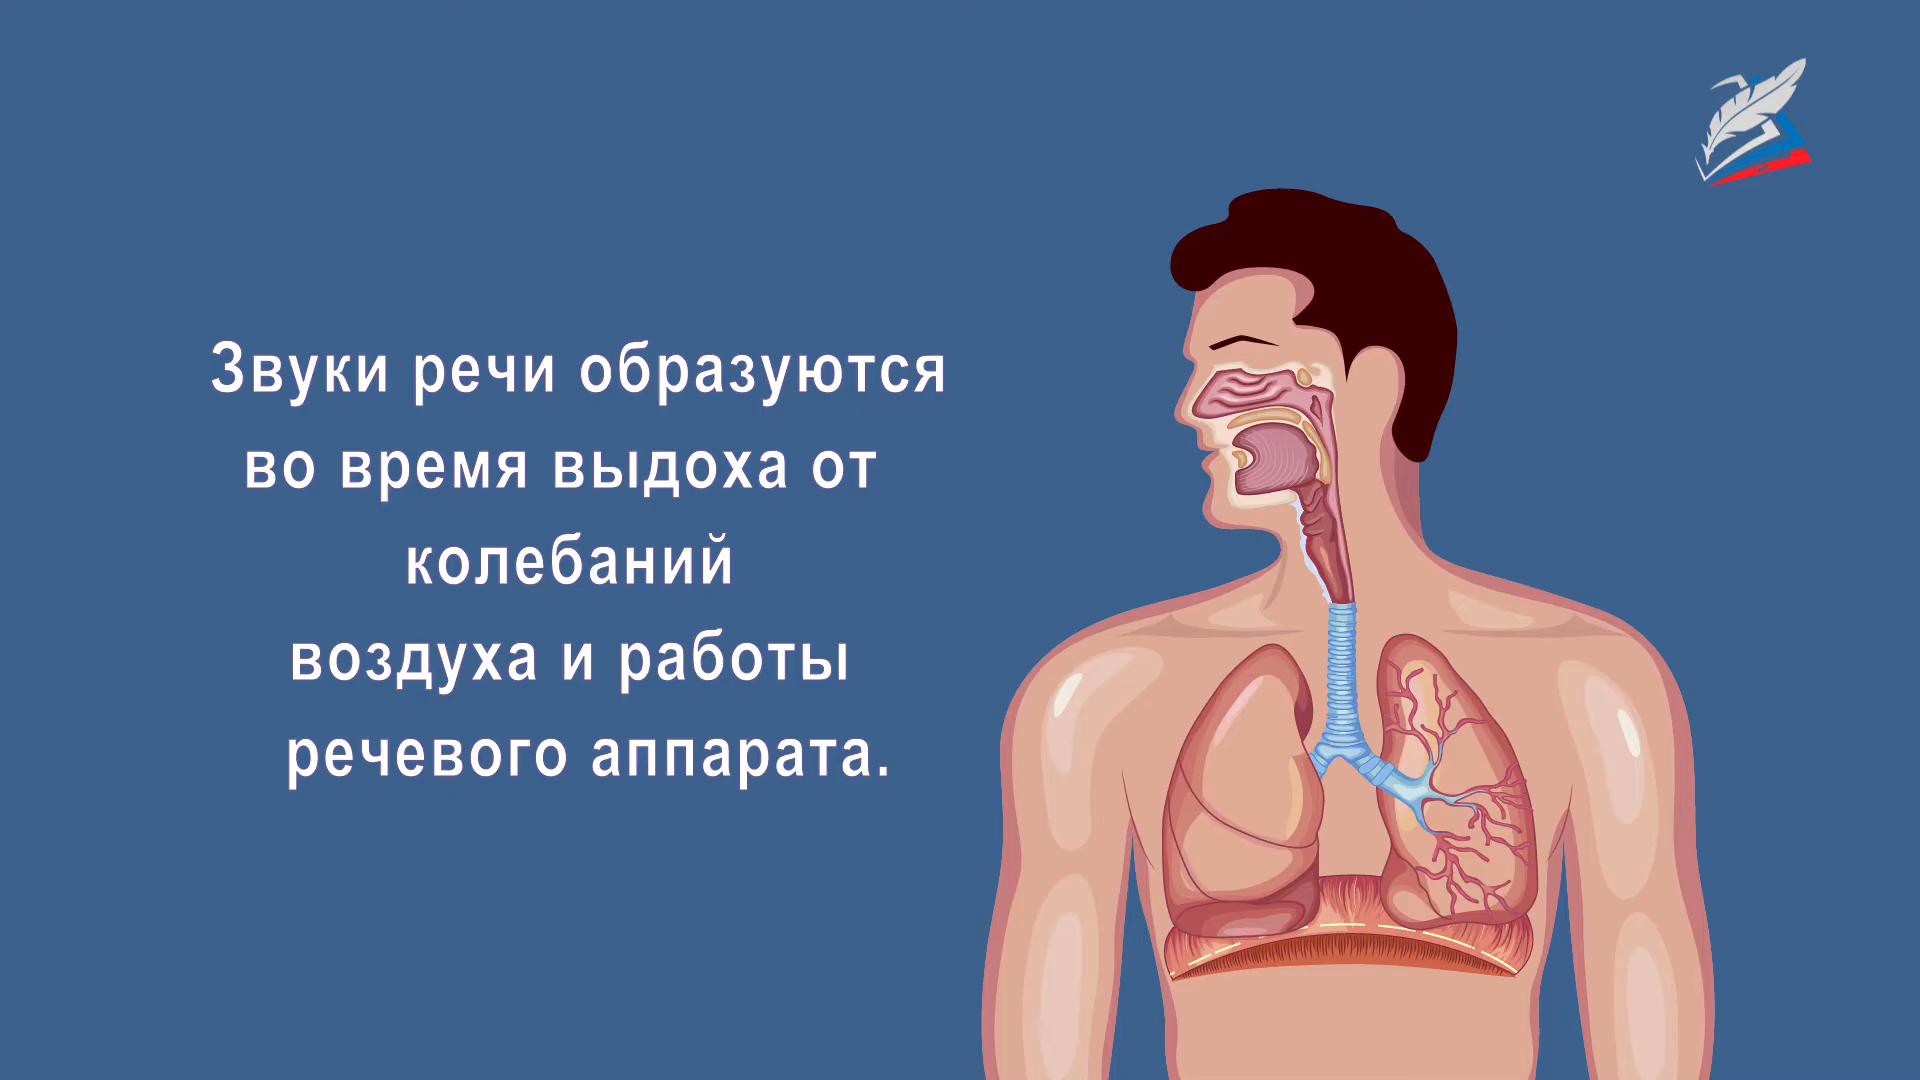 Звуки речи образуются
во время выдоха от
колебаний
воздуха и работы
речевого аппарата.